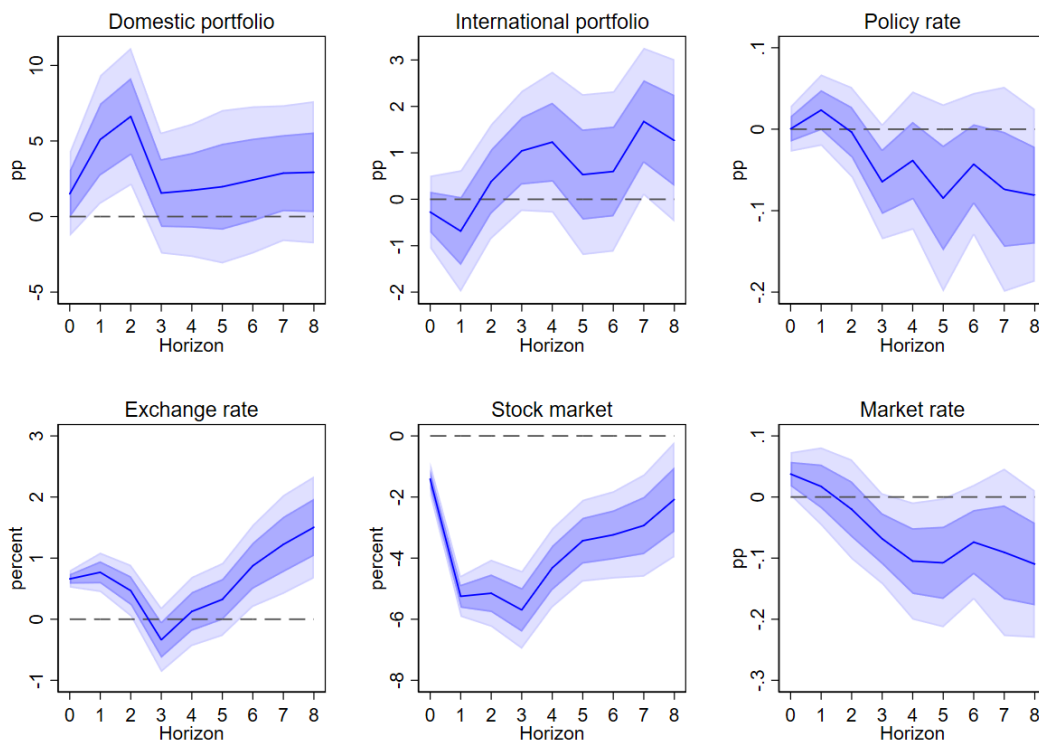 Domestic portfolio
International portfolio
Policy rate
10
5
0
-5
pp
0 1 2 3 4 5 6 7 8
Horizon
3
2
1
0
-1
-2
pp
0 1 2 3 4 5 6 7 8
Horizon
.1
0
-.1
-.2
pp
0 1 2 3 4 5 6 7 8
Horizon
Exchange rate
Stock market
Market rate
3
2
1
0
-1
percent
0 1 2 3 4 5 6 7 8
Horizon
0
-2
-4
-6
-8
percent
0 1 2 3 4 5 6 7 8
Horizon
.1
0
-.1
-.2
-.3
pp
0 1 2 3 4 5 6 7 8
Horizon